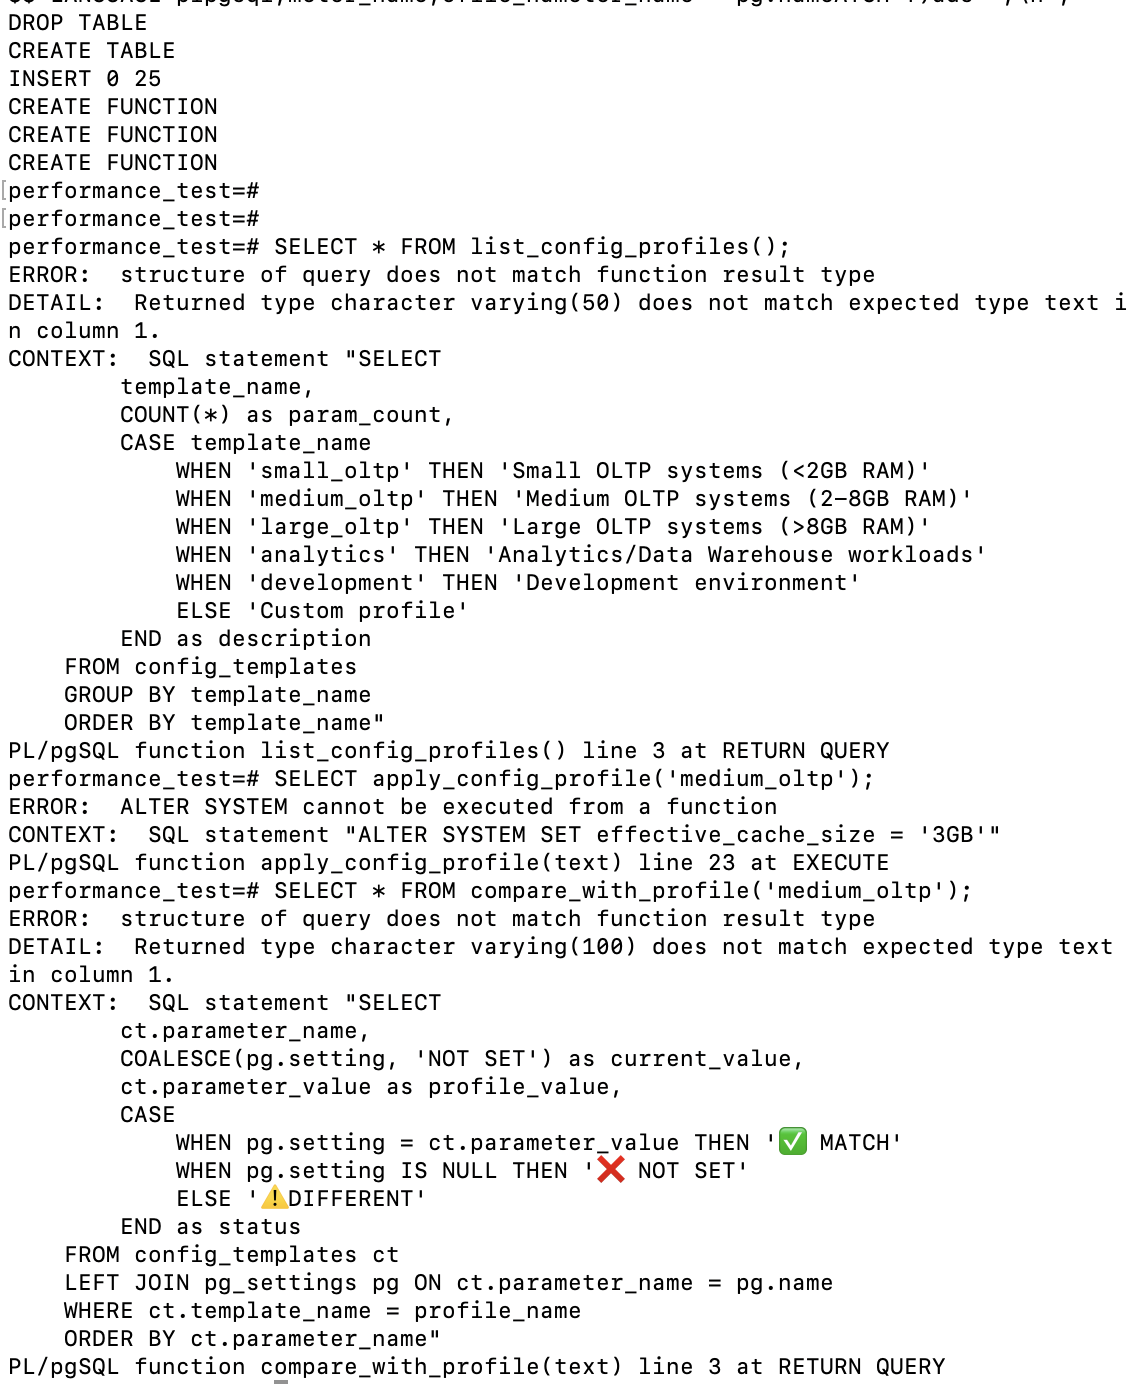 DROP TABLE
CREATE TABLE
INSERT 0 25
CREATE FUNCTION
CREATE FUNCTION
CREATE FUNCTION
[performance_test=#
[performance_test=#
performance_test=# SELECT * FROM list_config_profiles();
ERROR:  structure of query does not match function result type
DETAIL:  Returned type character varying(50) does not match expected type text i
n column 1.
CONTEXT:  SQL statement "SELECT
        template_name,
        COUNT(*) as param_count,
        CASE template_name
            WHEN 'small_oltp' THEN 'Small OLTP systems (<2GB RAM)'
            WHEN 'medium_oltp' THEN 'Medium OLTP systems (2-8GB RAM)'
            WHEN 'large_oltp' THEN 'Large OLTP systems (>8GB RAM)'
            WHEN 'analytics' THEN 'Analytics/Data Warehouse workloads'
            WHEN 'development' THEN 'Development environment'
            ELSE 'Custom profile'
        END as description
    FROM config_templates
    GROUP BY template_name
    ORDER BY template_name"
PL/pgSQL function list_config_profiles() line 3 at RETURN QUERY
performance_test=# SELECT apply_config_profile('medium_oltp');
ERROR:  ALTER SYSTEM cannot be executed from a function
CONTEXT:  SQL statement "ALTER SYSTEM SET effective_cache_size = '3GB'"
PL/pgSQL function apply_config_profile(text) line 23 at EXECUTE
performance_test=# SELECT * FROM compare_with_profile('medium_oltp');
ERROR:  structure of query does not match function result type
DETAIL:  Returned type character varying(100) does not match expected type text
in column 1.
CONTEXT:  SQL statement "SELECT
        ct.parameter_name,
        COALESCE(pg.setting, 'NOT SET') as current_value,
        ct.parameter_value as profile_value,
        CASE
            WHEN pg.setting = ct.parameter_value THEN '✅ MATCH'
            WHEN pg.setting IS NULL THEN '❌ NOT SET'
            ELSE '⚠️DIFFERENT'
        END as status
    FROM config_templates ct
    LEFT JOIN pg_settings pg ON ct.parameter_name = pg.name
    WHERE ct.template_name = profile_name
    ORDER BY ct.parameter_name"
PL/pgSQL function compare_with_profile(text) line 3 at RETURN QUERY